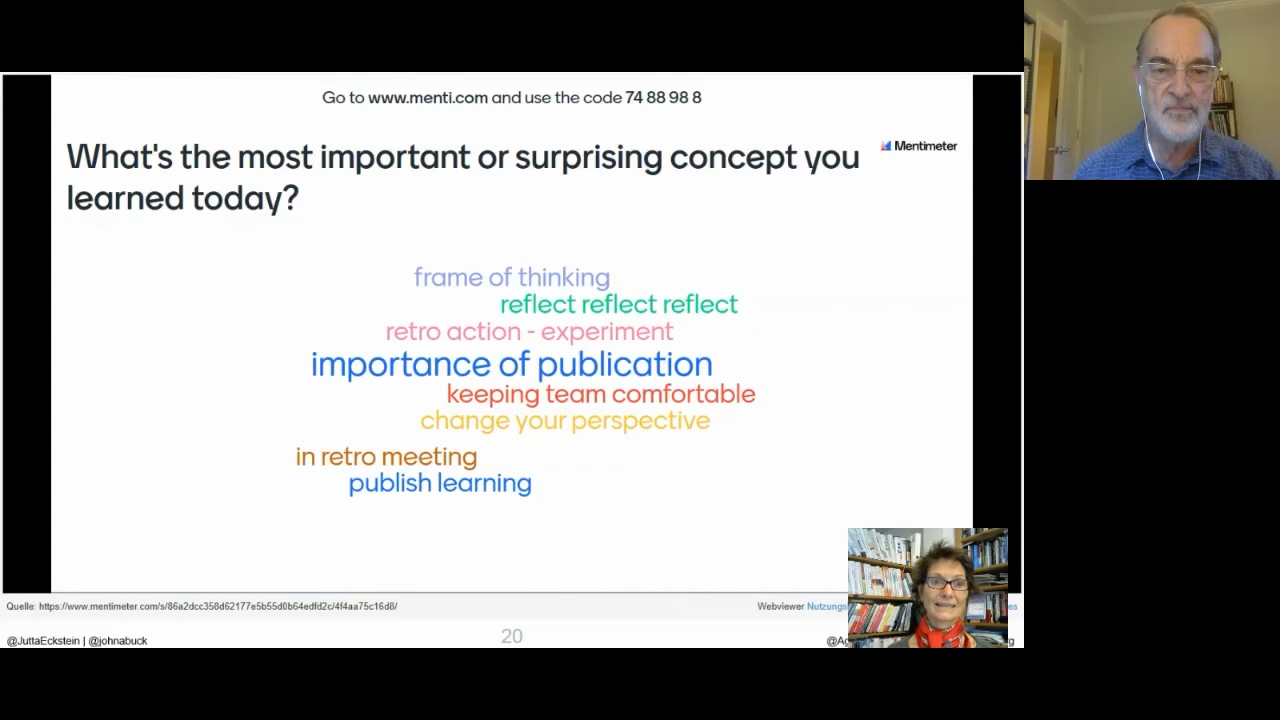 Go to www.menti.com and use the code 74 88 98 8
Mentimeter
What's the most important or surprising concept you
learned today?
frame of thinking
reflect reflect reflect
retro action - experiment
importance of publication
keeping team comfortable
change your perspective
in retro meeting
publish learning
Quelle: https://www.mentimeter.com/s/86a2dcc358d62177e5b55d0b64edfd2c/4f4aa75c16d8/
Webviewer Nutzungs
@JuttaEckstein | @johnabuck
20